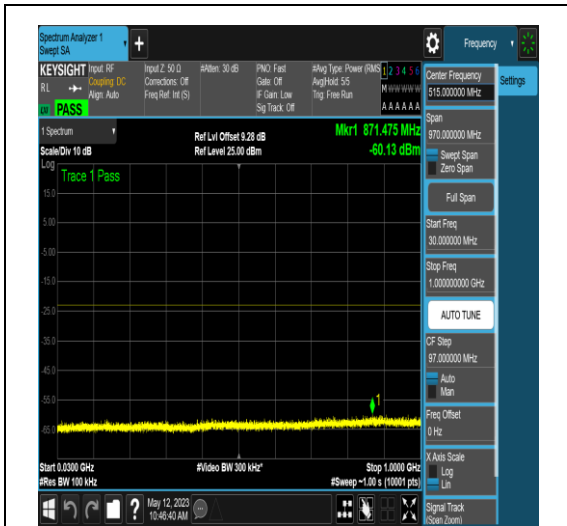 Spectrum Analyzer 1
Swept SA
+
Frequency
KEYSIGHT
RL
PASS
Input: RF
Coupling: DC
Align: Auto
Input Z: 50 Ω
Corrections: Off
Freq Ref: Int (S)
#Atten: 30 dB
PNO: Fast
Gate: Off
IF Gain: Low
Sig Track: Off
#Avg Type: Power (RMS
Avg|Hold: 5/5
Trig: Free Run
1 2 3 4 5 6
M W W W W W
A A A A A A
1 Spectrum
Scale/Div 10 dB
Ref Lvl Offset 9.28 dB
Ref Level 25.00 dBm
Mkr1 871.475 MHz
-60.13 dBm
Log
Trace 1 Pass
15.0
5.00
-5.00
-15.0
-25.0
-35.0
-45.0
-55.0
-65.0
1
Start 0.0300 GHz
#Res BW 100 kHz
#Video BW 300 kHz*
Stop 1.0000 GHz
#Sweep ~1.00 s (10001 pts)
Center Frequency
515.000000 MHz
Settings
Span
970.000000 MHz
Swept Span
Zero Span
Full Span
Start Freq
30.000000 MHz
Stop Freq
1.000000000 GHz
AUTO TUNE
CF Step
97.000000 MHz
Auto
Man
Freq Offset
0 Hz
X Axis Scale
Log
Lin
Signal Track
(Span Zoom)
?
May 12, 2023
10:46:40 AM